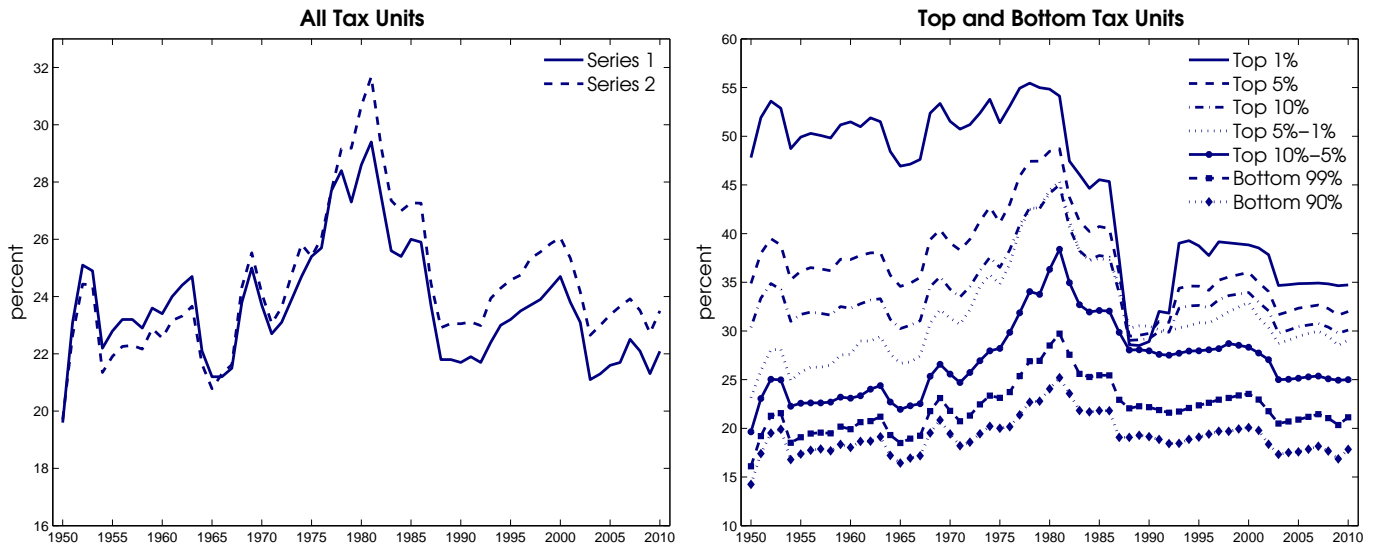 All Tax Units
percent
32
30
28
26
24
22
20
18
16
1950 1955 1960 1965 1970 1975 1980 1985 1990 1995 2000 2005 2010
Series 1
Series 2
Top and Bottom Tax Units
percent
60
55
50
45
40
35
30
25
20
15
10
1950 1955 1960 1965 1970 1975 1980 1985 1990 1995 2000 2005 2010
Top 1%
Top 5%
Top 10%
Top 5%–1%
Top 10%–5%
Bottom 99%
Bottom 90%